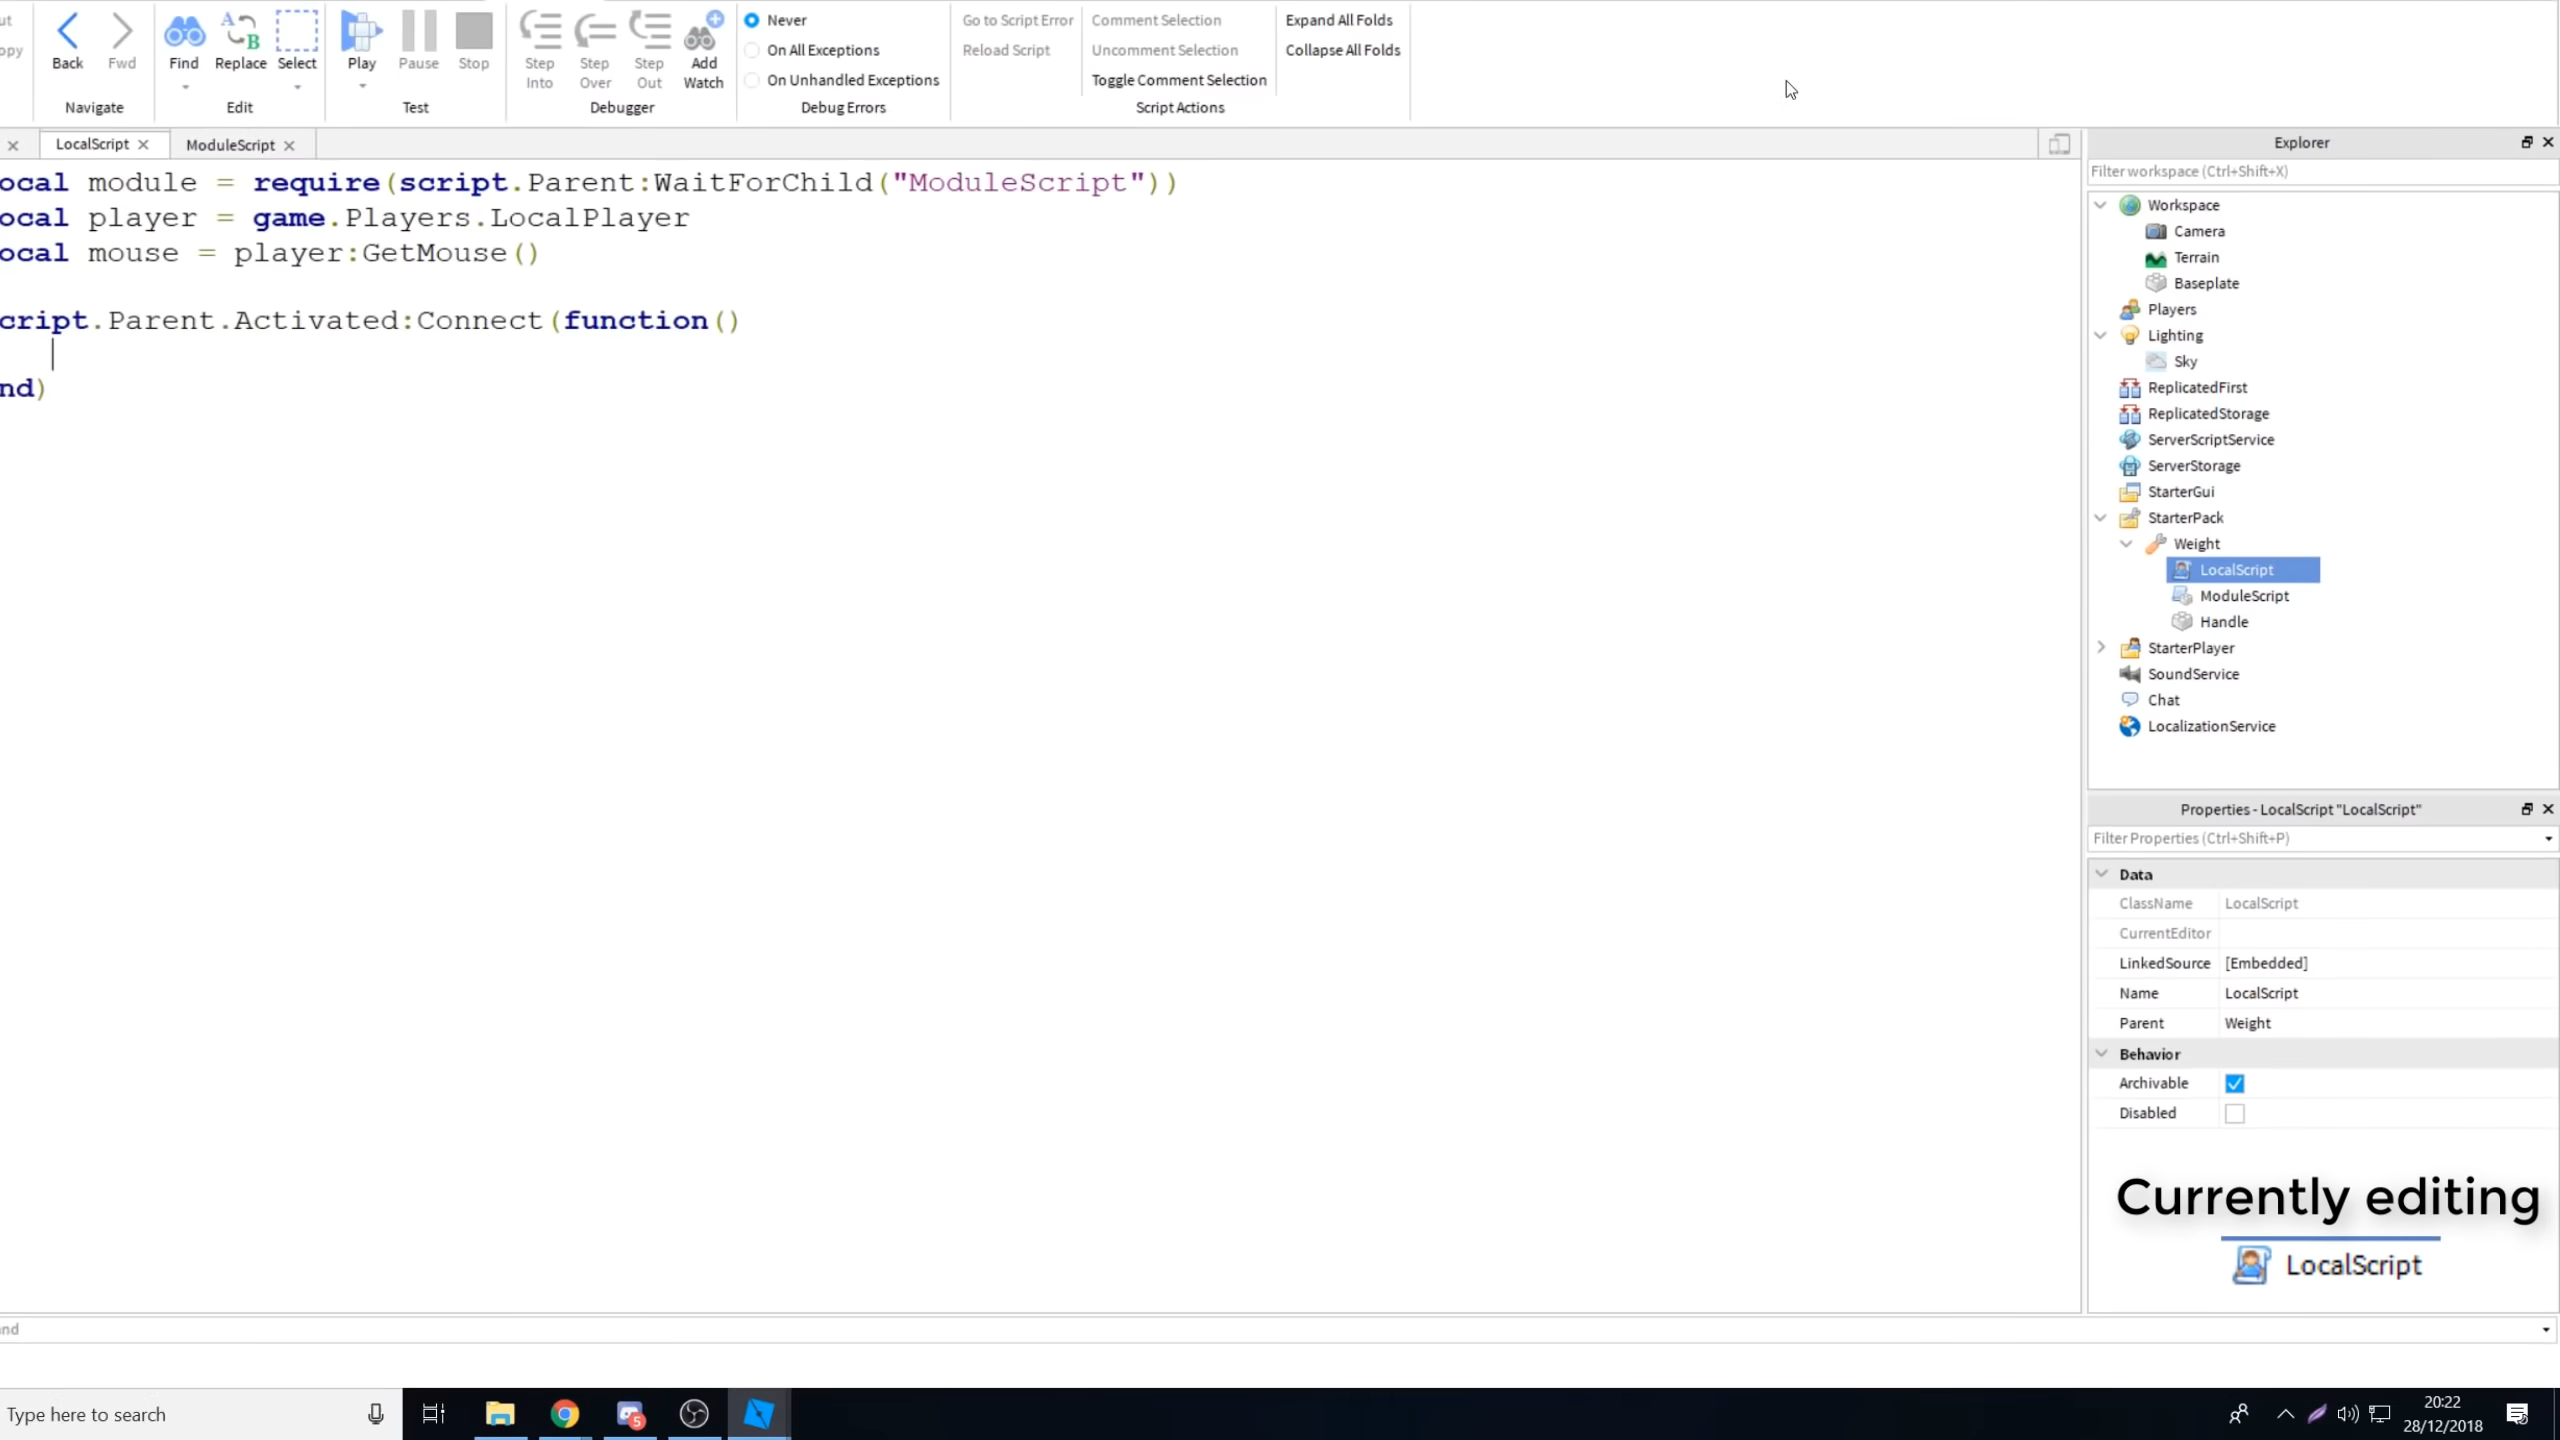 ut
opy
Back
Fwd
Navigate
Find
Replace
Select
Edit
Play
Pause
Stop
Test
Step Into
Step Over
Step Out
Add Watch
Debugger
Never
On All Exceptions
On Unhandled Exceptions
Debug Errors
Go to Script Error
Reload Script
Comment Selection
Uncomment Selection
Toggle Comment Selection
Script Actions
Expand All Folds
Collapse All Folds
LocalScript
ModuleScript
ocal module = require(script.Parent:WaitForChild("ModuleScript"))
ocal player = game.Players.LocalPlayer
ocal mouse = player:GetMouse()
cript.Parent.Activated:Connect(function()
nd)
Explorer
Filter workspace (Ctrl+Shift+X)
Workspace
Camera
Terrain
Baseplate
Players
Lighting
Sky
ReplicatedFirst
ReplicatedStorage
ServerScriptService
ServerStorage
StarterGui
StarterPack
Weight
LocalScript
ModuleScript
Handle
StarterPlayer
SoundService
Chat
LocalizationService
Properties - LocalScript "LocalScript"
Filter Properties (Ctrl+Shift+P)
Data
ClassName LocalScript
CurrentEditor
LinkedSource [Embedded]
Name LocalScript
Parent Weight
Behavior
Archivable
Disabled
Currently editing
LocalScript
nd
Type here to search
5
20:22
28/12/2018